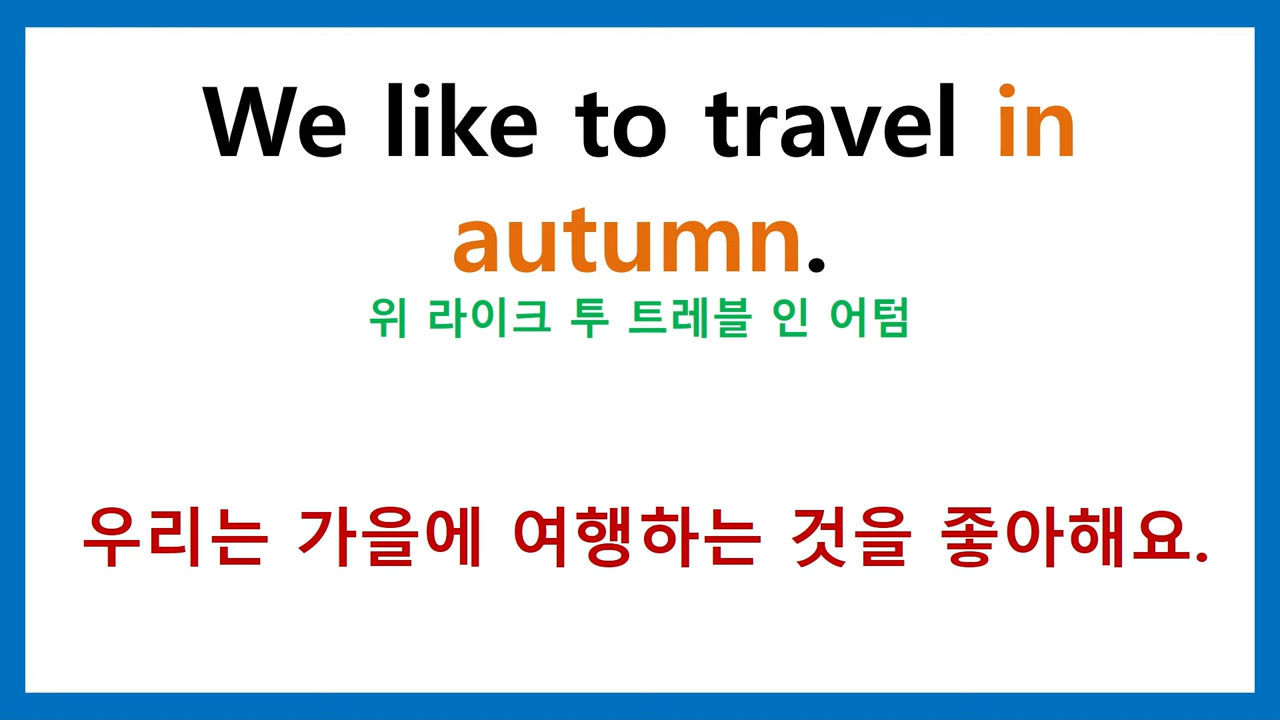 We like to travel in
autumn.
위 라이크 투 트레블 인 어텀
우리는 가을에 여행하는 것을 좋아해요.